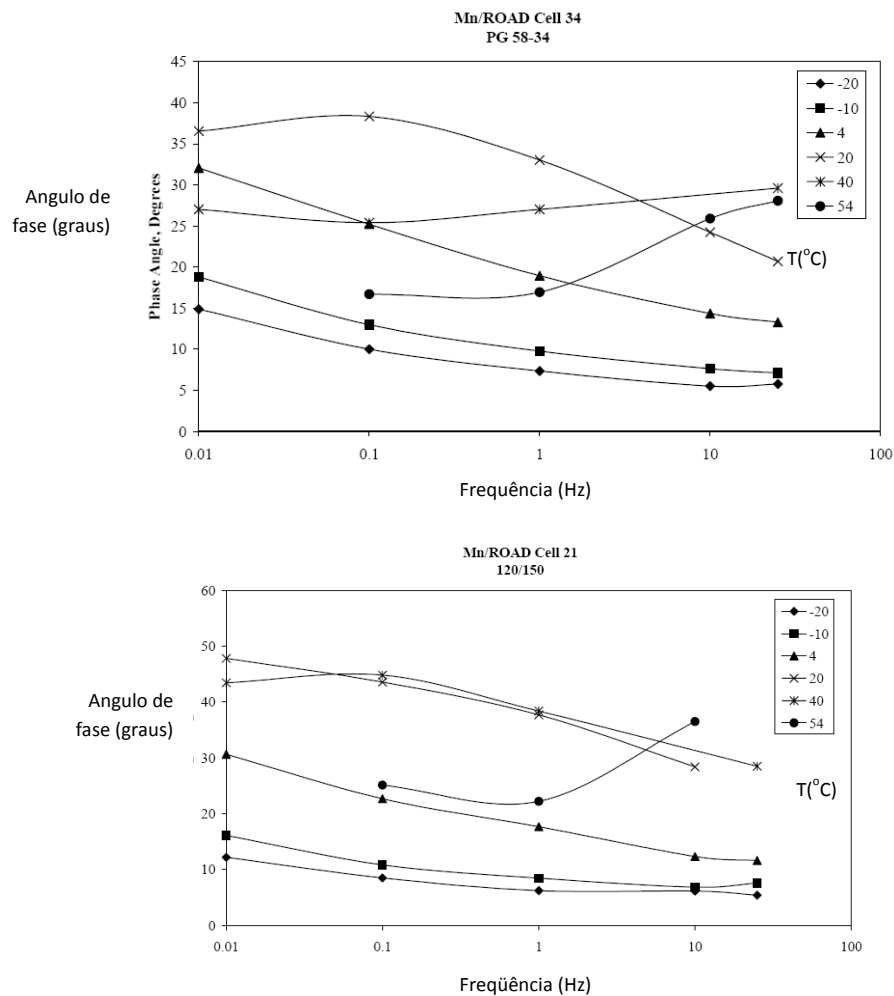 Mn/ROAD Cell 34
PG 58-34
45
40
35
30
25
20
15
10
5
0
Angulo de
fase (graus)
Phase Angle, Degrees
-20
-10
4
20
40
54
T(°C)
0.01 0.1 1 10 100
Frequência (Hz)
Mn/ROAD Cell 21
120/150
60
50
40
30
20
10
0
Angulo de
fase (graus)
-20
-10
4
20
40
54
T(°C)
0.01 0.1 1 10 100
Freqüência (Hz)